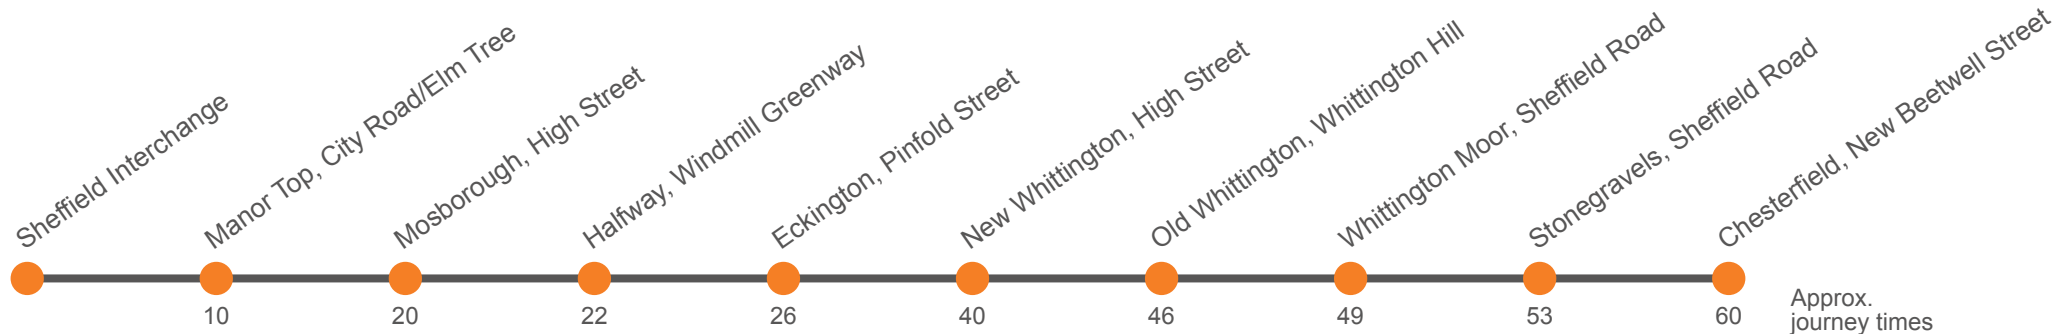 Sheffield Interchange
Manor Top, City Road/Elm Tree
Mosborough, High Street
Halfway, Windmill Greenway
Eckington, Pinfold Street
New Whittington, High Street
Old Whittington, Whittington Hill
Whittington Moor, Sheffield Road
Stonegravels, Sheffield Road
Chesterfield, New Beetwell Street
10
20
22
26
40
46
49
53
60
Approx.
journey times